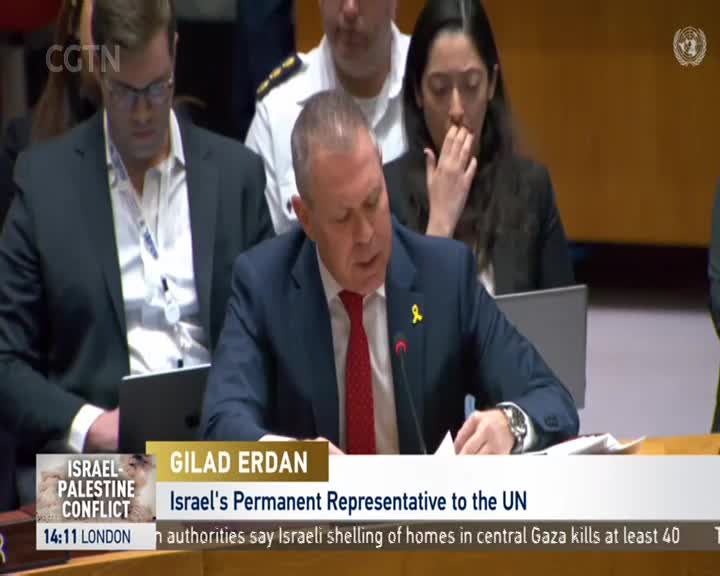 CGTN
GILAD ERDAN
Israel's Permanent Representative to the UN
ISRAEL-
PALESTINE
CONFLICT
14:11 LONDON
authorities say Israeli shelling of homes in central Gaza kills at least 40